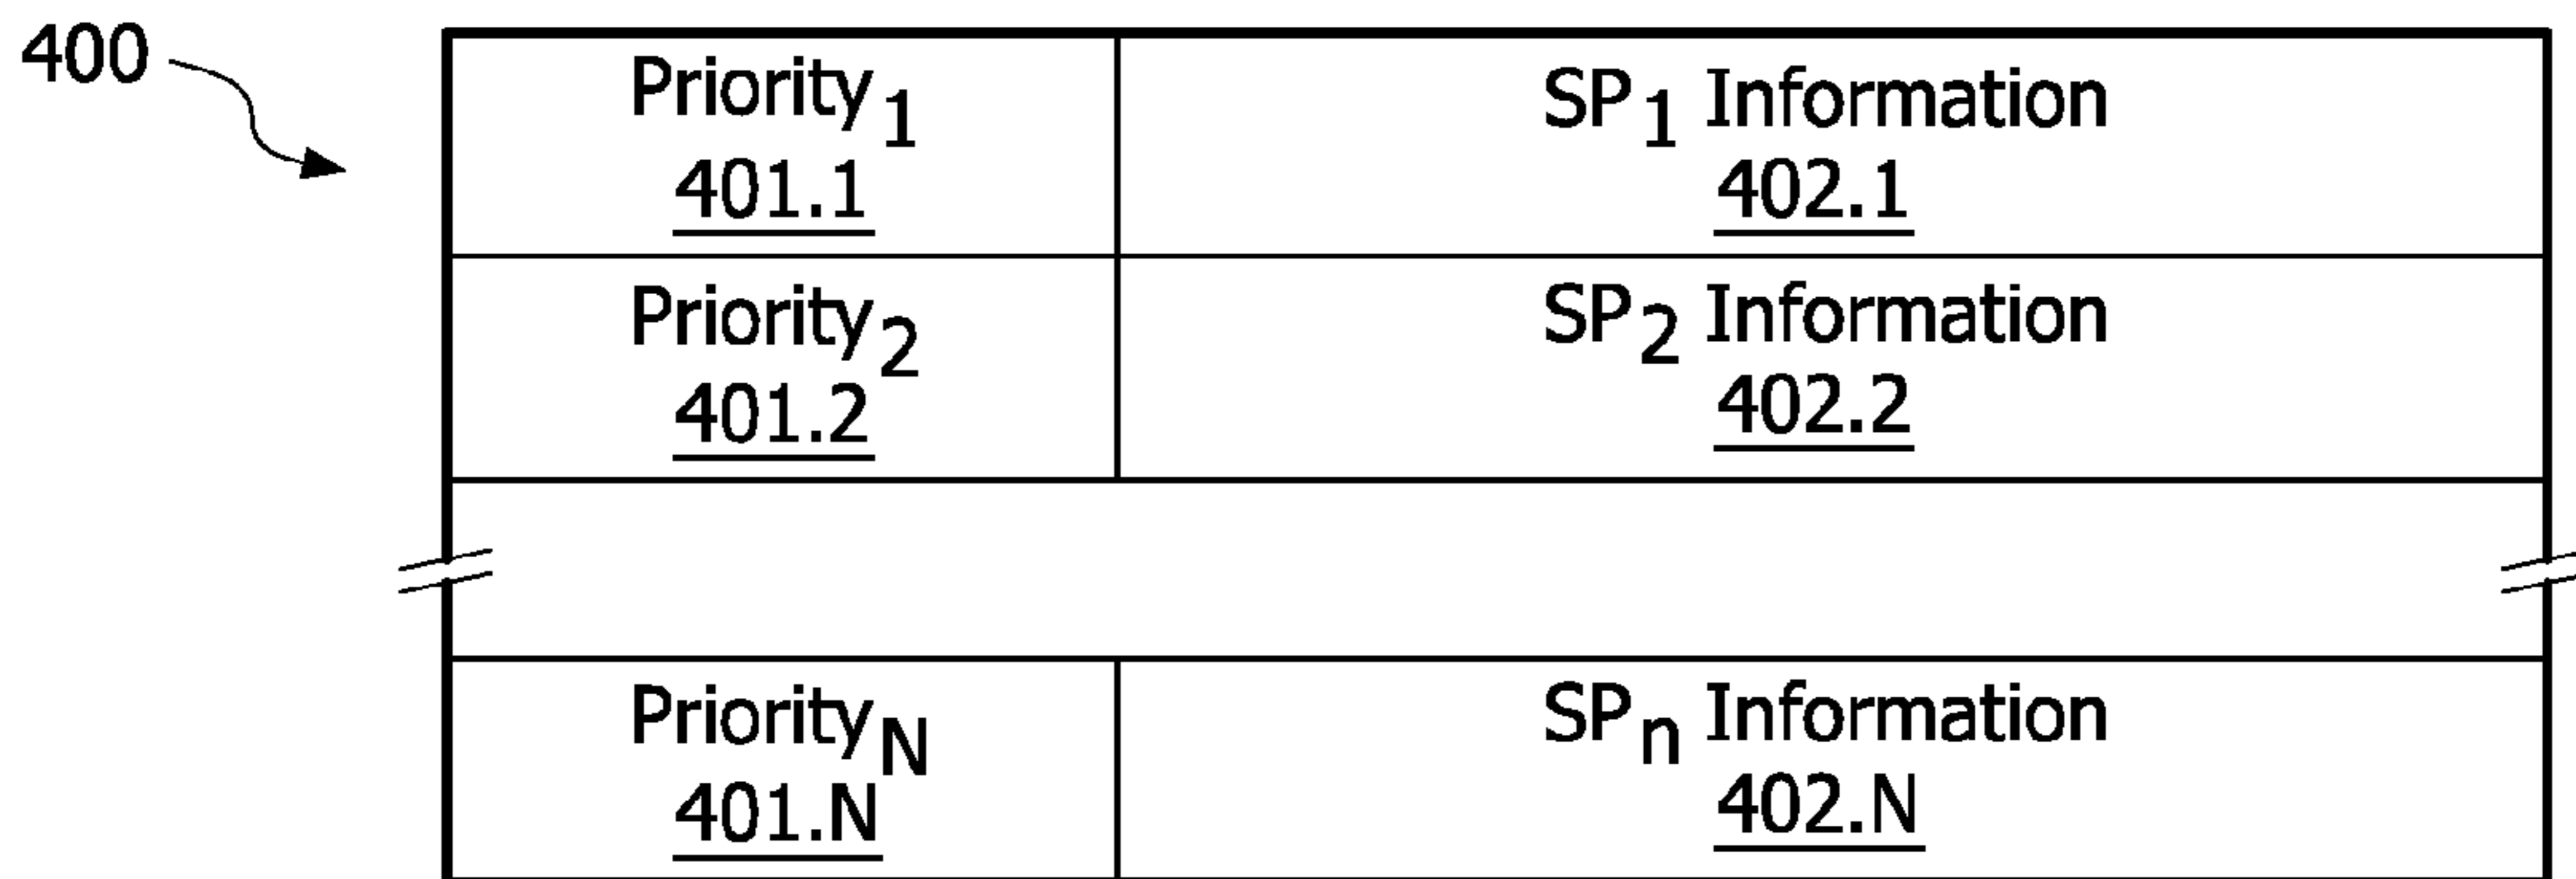 400
Priority1 SP1 Information
401.1 402.1
Priority2 SP2 Information
401.2 402.2
PriorityN SPn Information
401.N 402.N